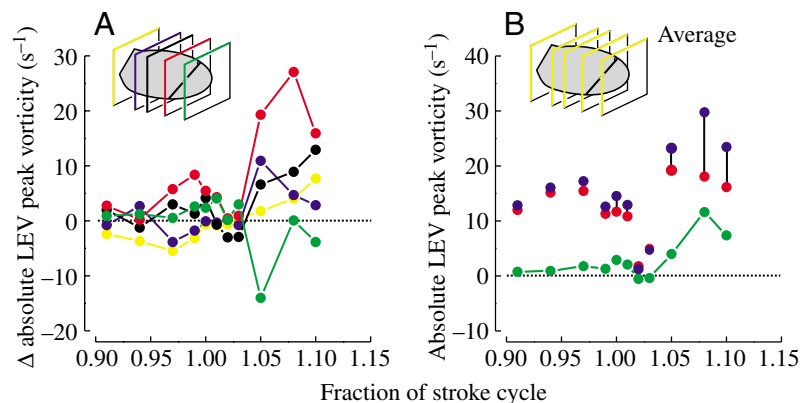 A
B
Average
Δ absolute LEV peak vorticity (s⁻¹)
30
20
10
0
–10
–20
0.90 0.95 1.00 1.05 1.10 1.15
Absolute LEV peak vorticity (s⁻¹)
40
30
20
10
0
–10
0.90 0.95 1.00 1.05 1.10 1.15
Fraction of stroke cycle